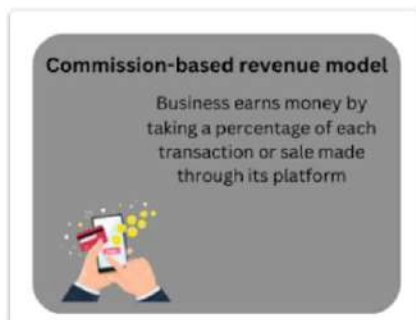 Commission-based revenue model
Business earns money by
taking a percentage of each
transaction or sale made
through its platform